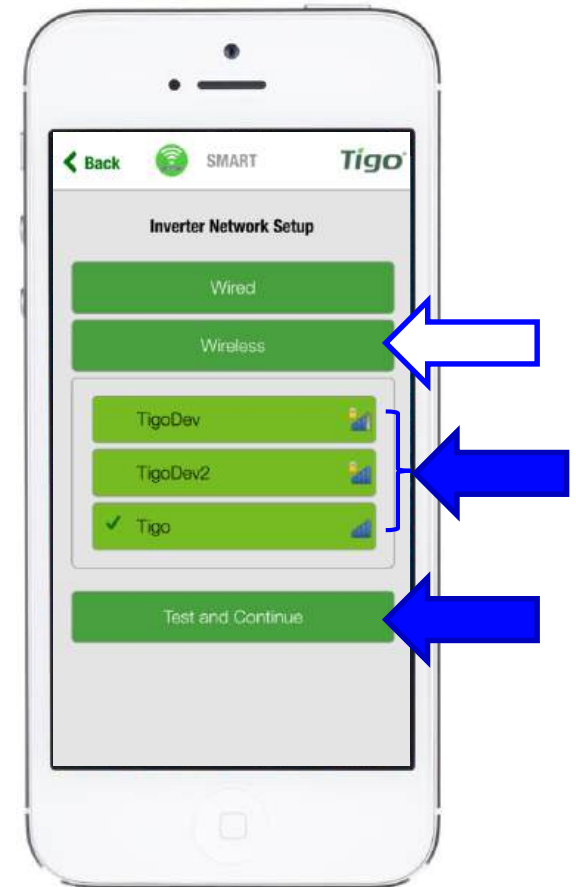 Back SMART Tigo
Inverter Network Setup
Wired
Wireless
TigoDev
TigoDev2
Tigo
Test and Continue